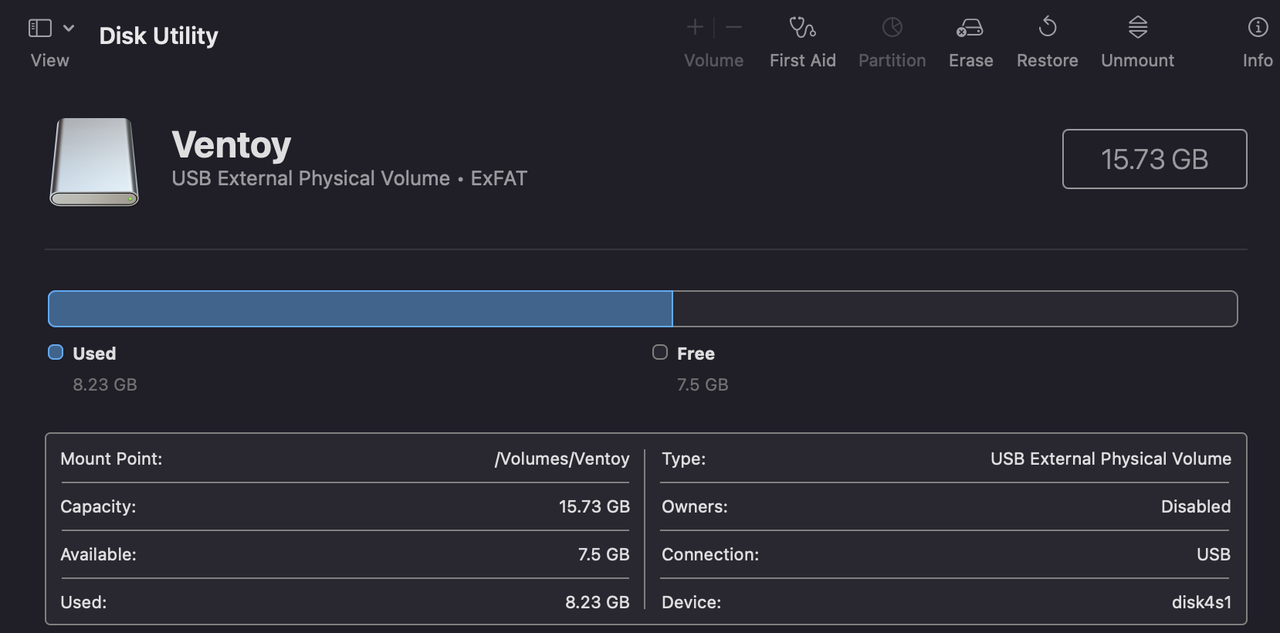 Disk Utility
View
Volume
First Aid
Partition
Erase
Restore
Unmount
Info
Ventoy
USB External Physical Volume • ExFAT
15.73 GB
Used
8.23 GB
Free
7.5 GB
Mount Point: /Volumes/Ventoy
Capacity: 15.73 GB
Available: 7.5 GB
Used: 8.23 GB
Type: USB External Physical Volume
Owners: Disabled
Connection: USB
Device: disk4s1